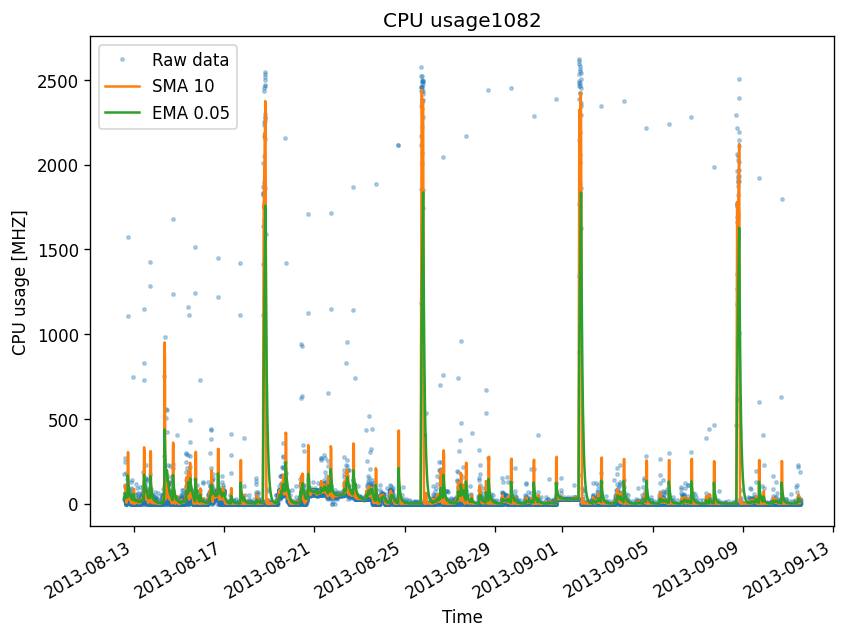 CPU usage1082
Raw data
SMA 10
EMA 0.05
CPU usage [MHZ]
2500
2000
1500
1000
500
0
2013-08-13
2013-08-17
2013-08-21
2013-08-25
2013-08-29
2013-09-01
2013-09-05
2013-09-09
2013-09-13
Time